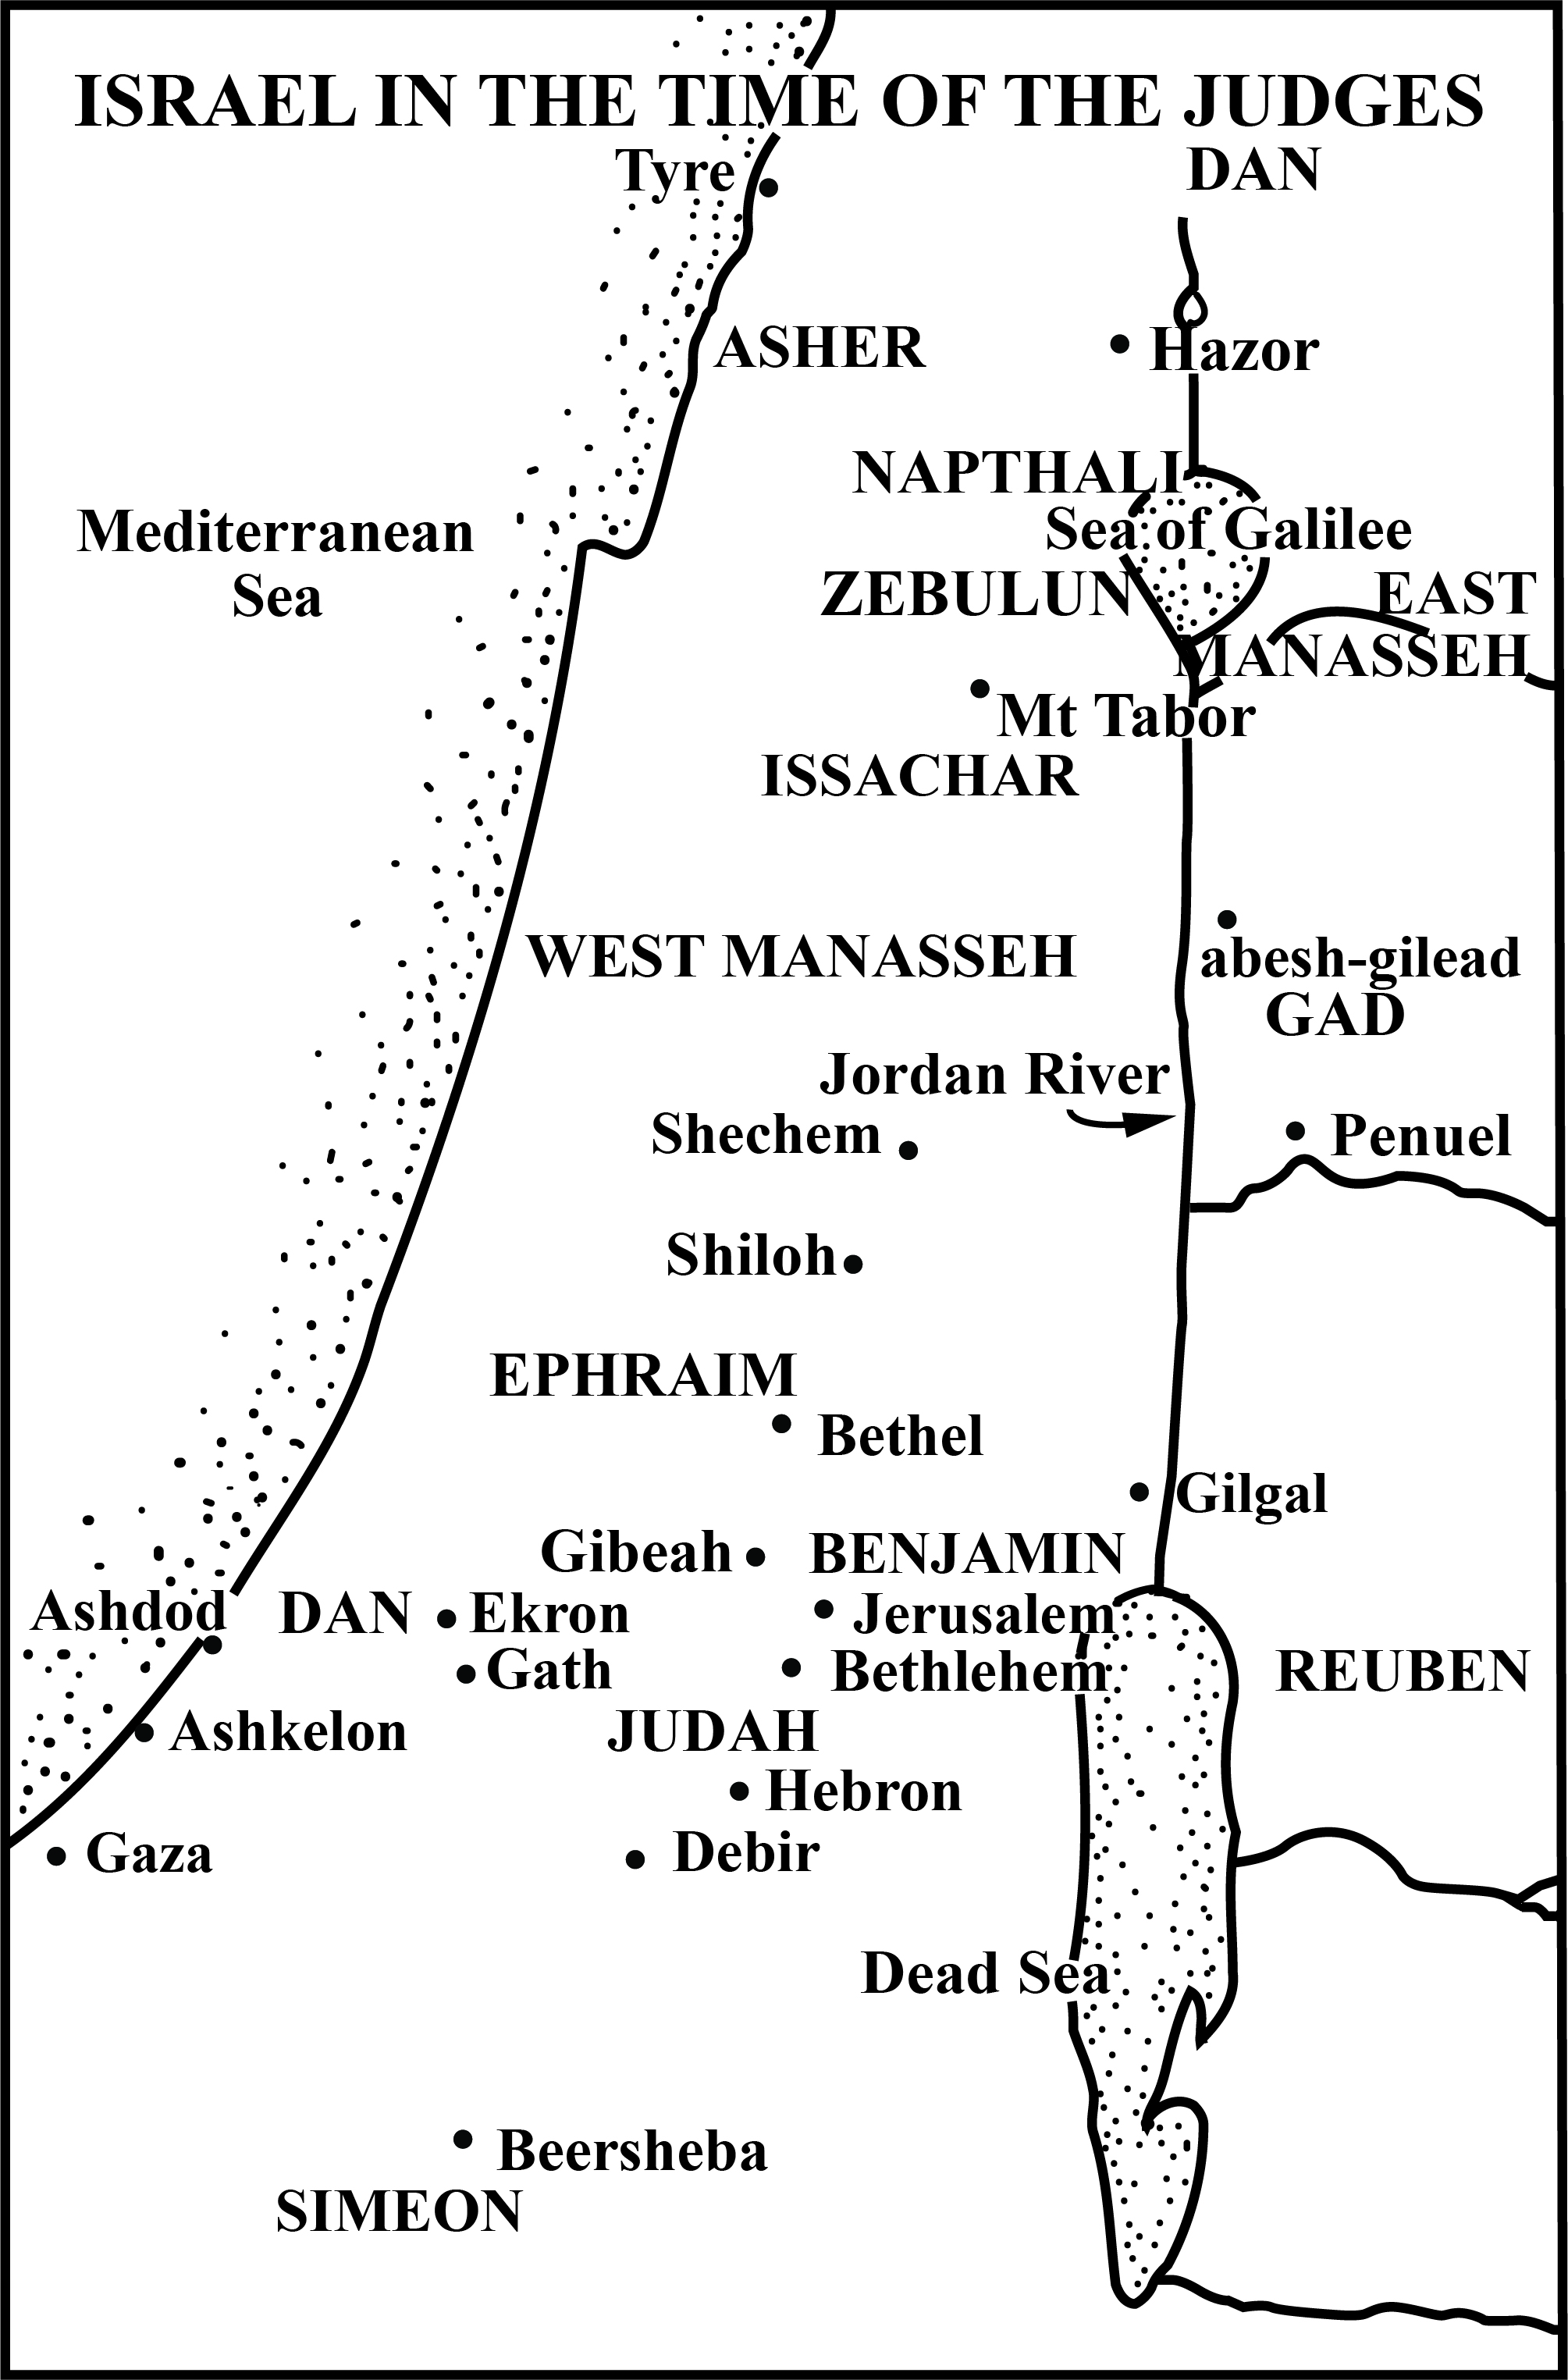 ISRAEL IN THE TIME OF THE JUDGES
DAN
Tyre
ASHER
Hazor
NAPTHALI
Sea of Galilee
Mediterranean
Sea
ZEBULUN
EAST
MANASSEH
Mt Tabor
ISSACHAR
WEST MANASSEH
abesh-gilead
GAD
Jordan River
Shechem
Penuel
Shiloh
EPHRAIM
Bethel
Gilgal
Gibeah
BENJAMIN
Ashdod
DAN
Ekron
Jerusalem
Gath
Bethlehem
REUBEN
Ashkelon
JUDAH
Hebron
Gaza
Debir
Dead Sea
Beersheba
SIMEON